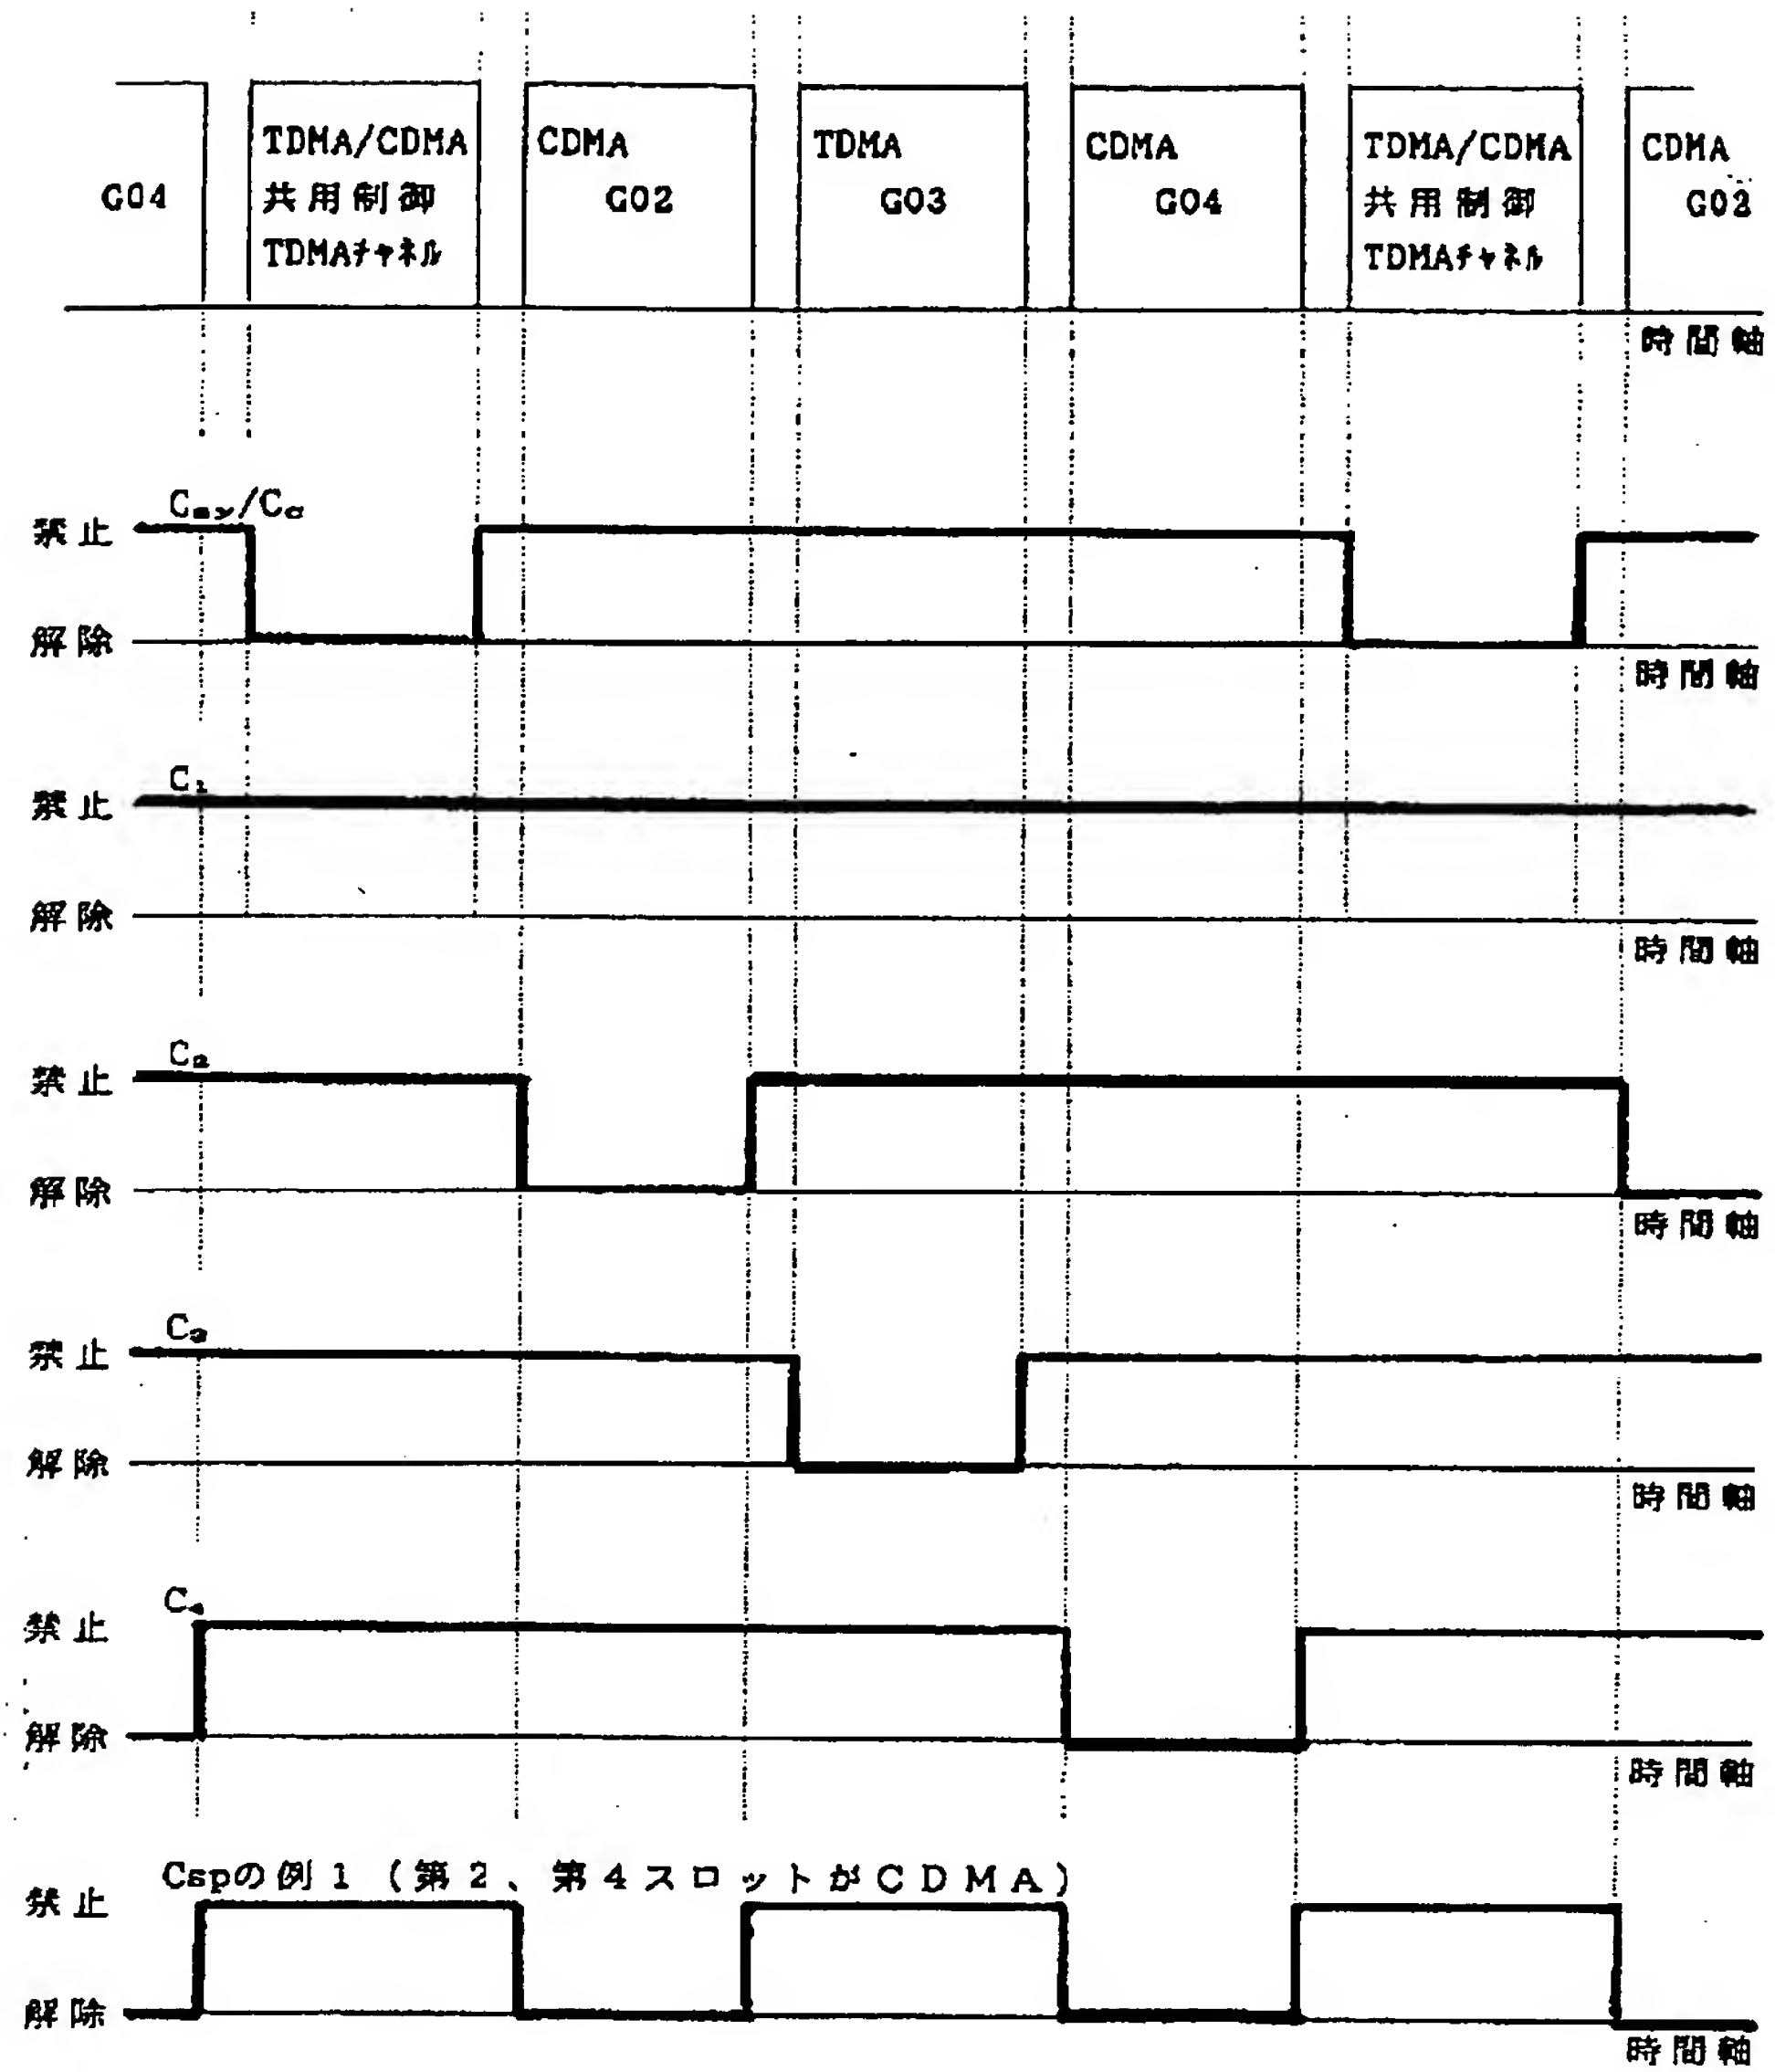 G04
TDMA/CDMA
共用制御
TDMAチャネル
CDMA
G02
TDMA
G03
CDMA
G04
TDMA/CDMA
共用制御
TDMAチャネル
CDMA
G02
時間軸
Csy/Cc
禁止
解除
時間軸
C1
禁止
解除
時間軸
C2
禁止
解除
時間軸
C3
禁止
解除
時間軸
C4
禁止
解除
時間軸
Cspの例1(第2、第4スロットがCDMA)
禁止
解除
時間軸